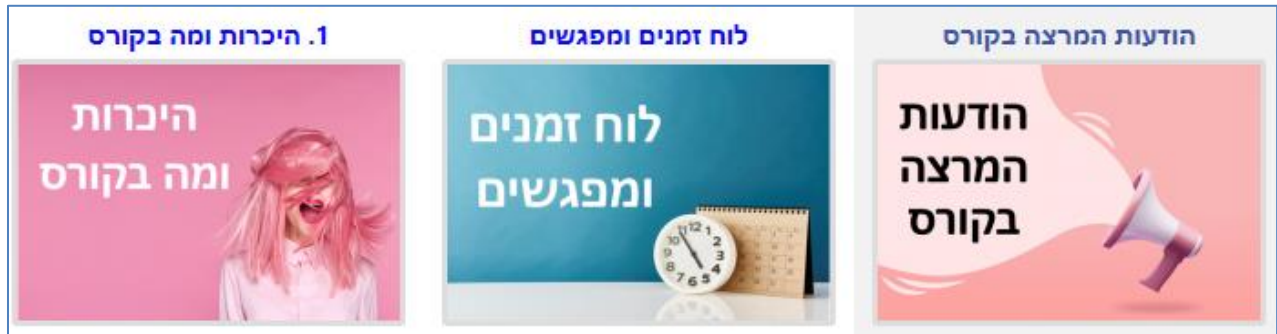 הודעות המרצה בקורס
לוח זמנים ומפגשים
1. היכרות ומה בקורס
הודעות
המרצה
בקורס
לוח זמנים
ומפגשים
היכרות
ומה בקורס